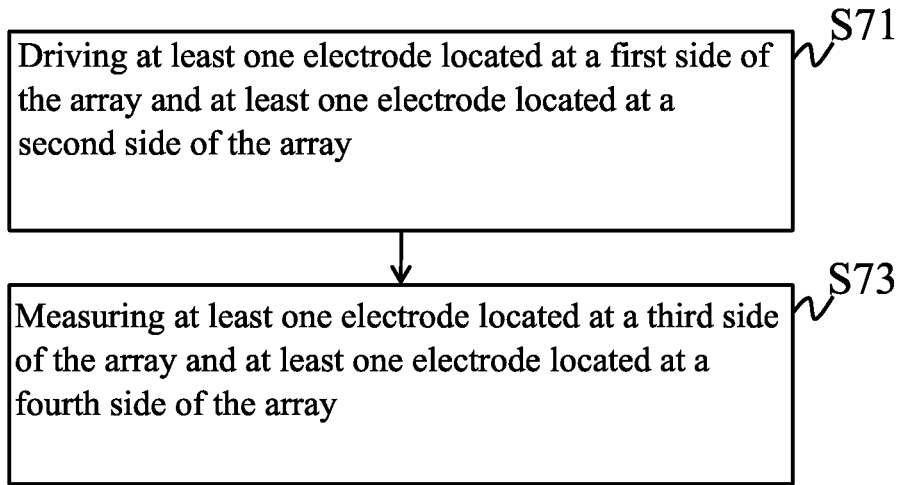 S71
Driving at least one electrode located at a first side of
the array and at least one electrode located at a
second side of the array
S73
Measuring at least one electrode located at a third side
of the array and at least one electrode located at a
fourth side of the array